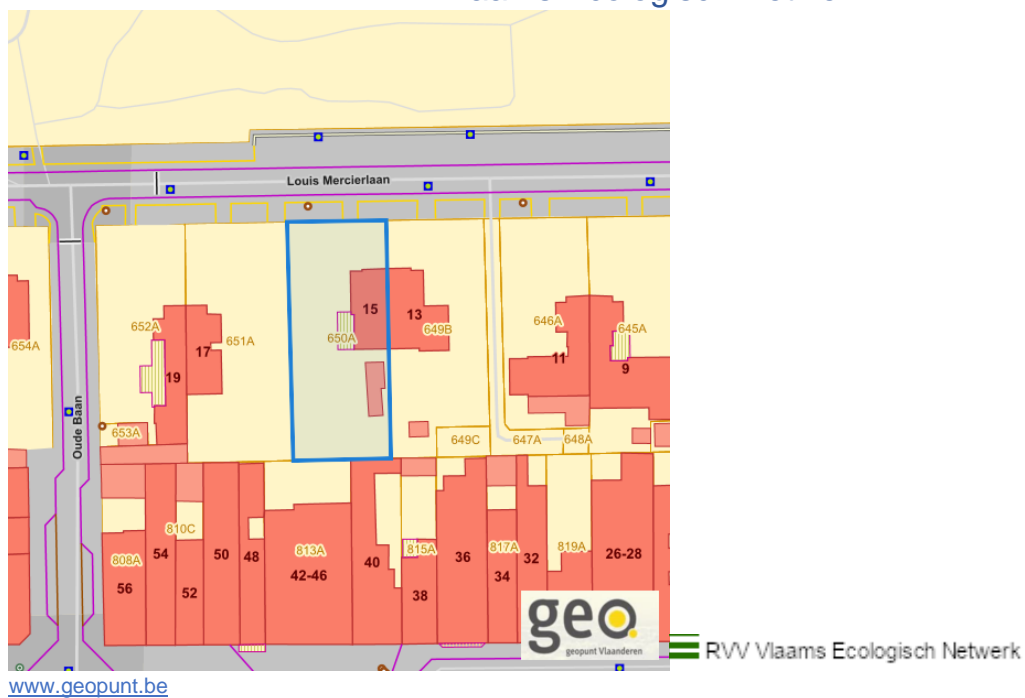 Louis Mercierlaan
Oude Baan
654A
652A
19
17
651A
653A
15
650A
13
649B
646A
11
645A
9
649C
647A
648A
810C
808A
56
54
52
50
48
813A
42-46
40
815A
38
36
817A
34
32
819A
26-28
geo
geopunt Vlaanderen
RVV Vlaams Ecologisch Netwerk
www.geopunt.be